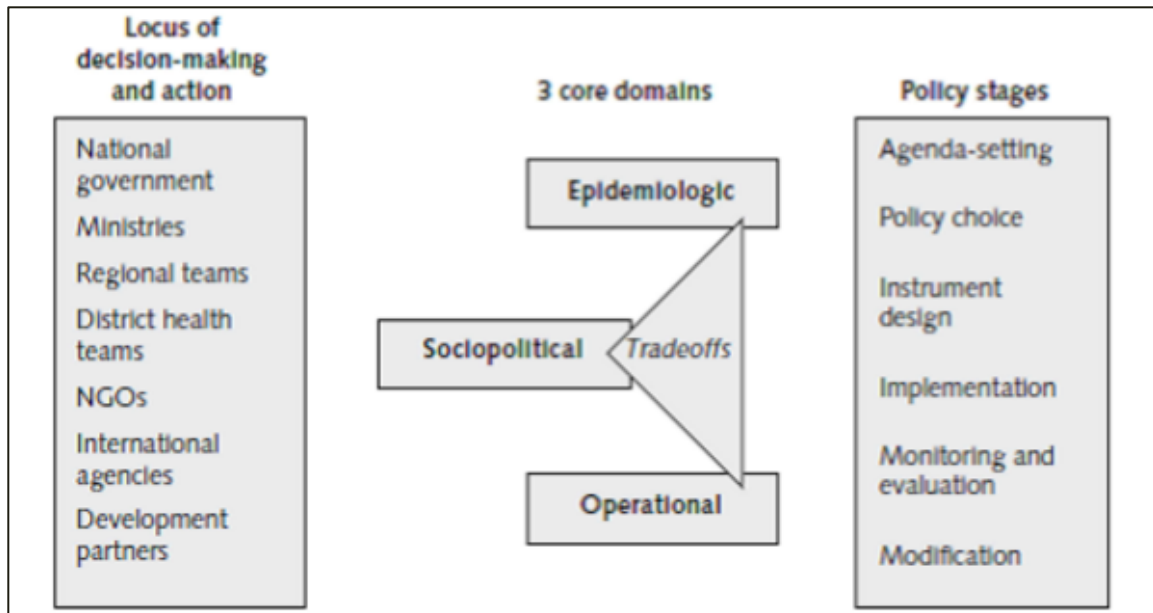 Locus of
decision-making
and action
National
government
Ministries
Regional teams
District health
teams
NGOs
International
agencies
Development
partners
3 core domains
Epidemiologic
Sociopolitical
Tradeoffs
Operational
Policy stages
Agenda-setting
Policy choice
Instrument
design
Implementation
Monitoring and
evaluation
Modification